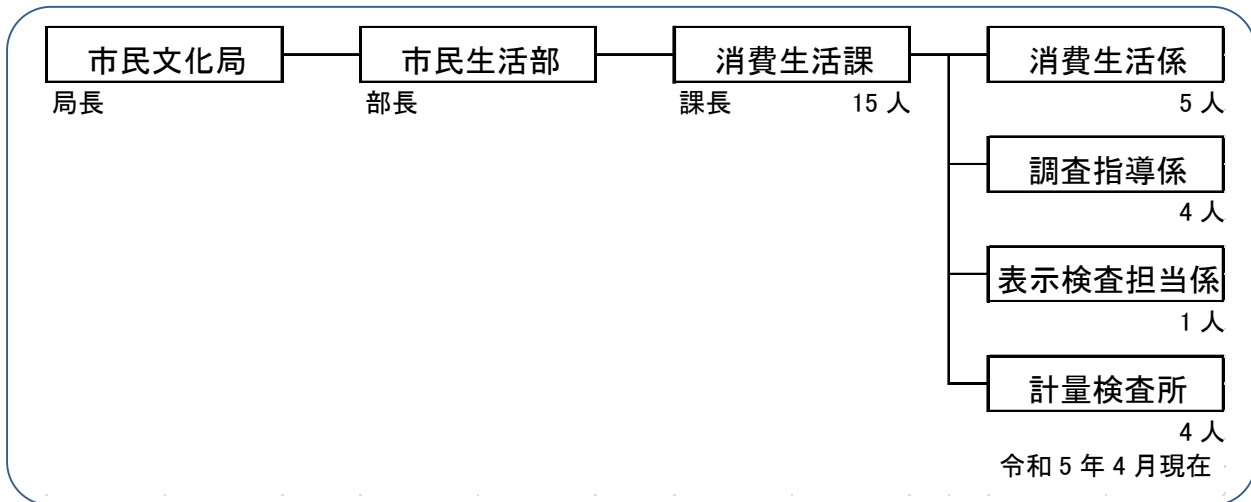 市民文化局 市民生活部 消費生活課 消費生活係
局長 部長 課長 15 人 5 人
調査指導係
4 人
表示検査担当係
1 人
計量検査所
4 人
令和 5 年 4 月現在